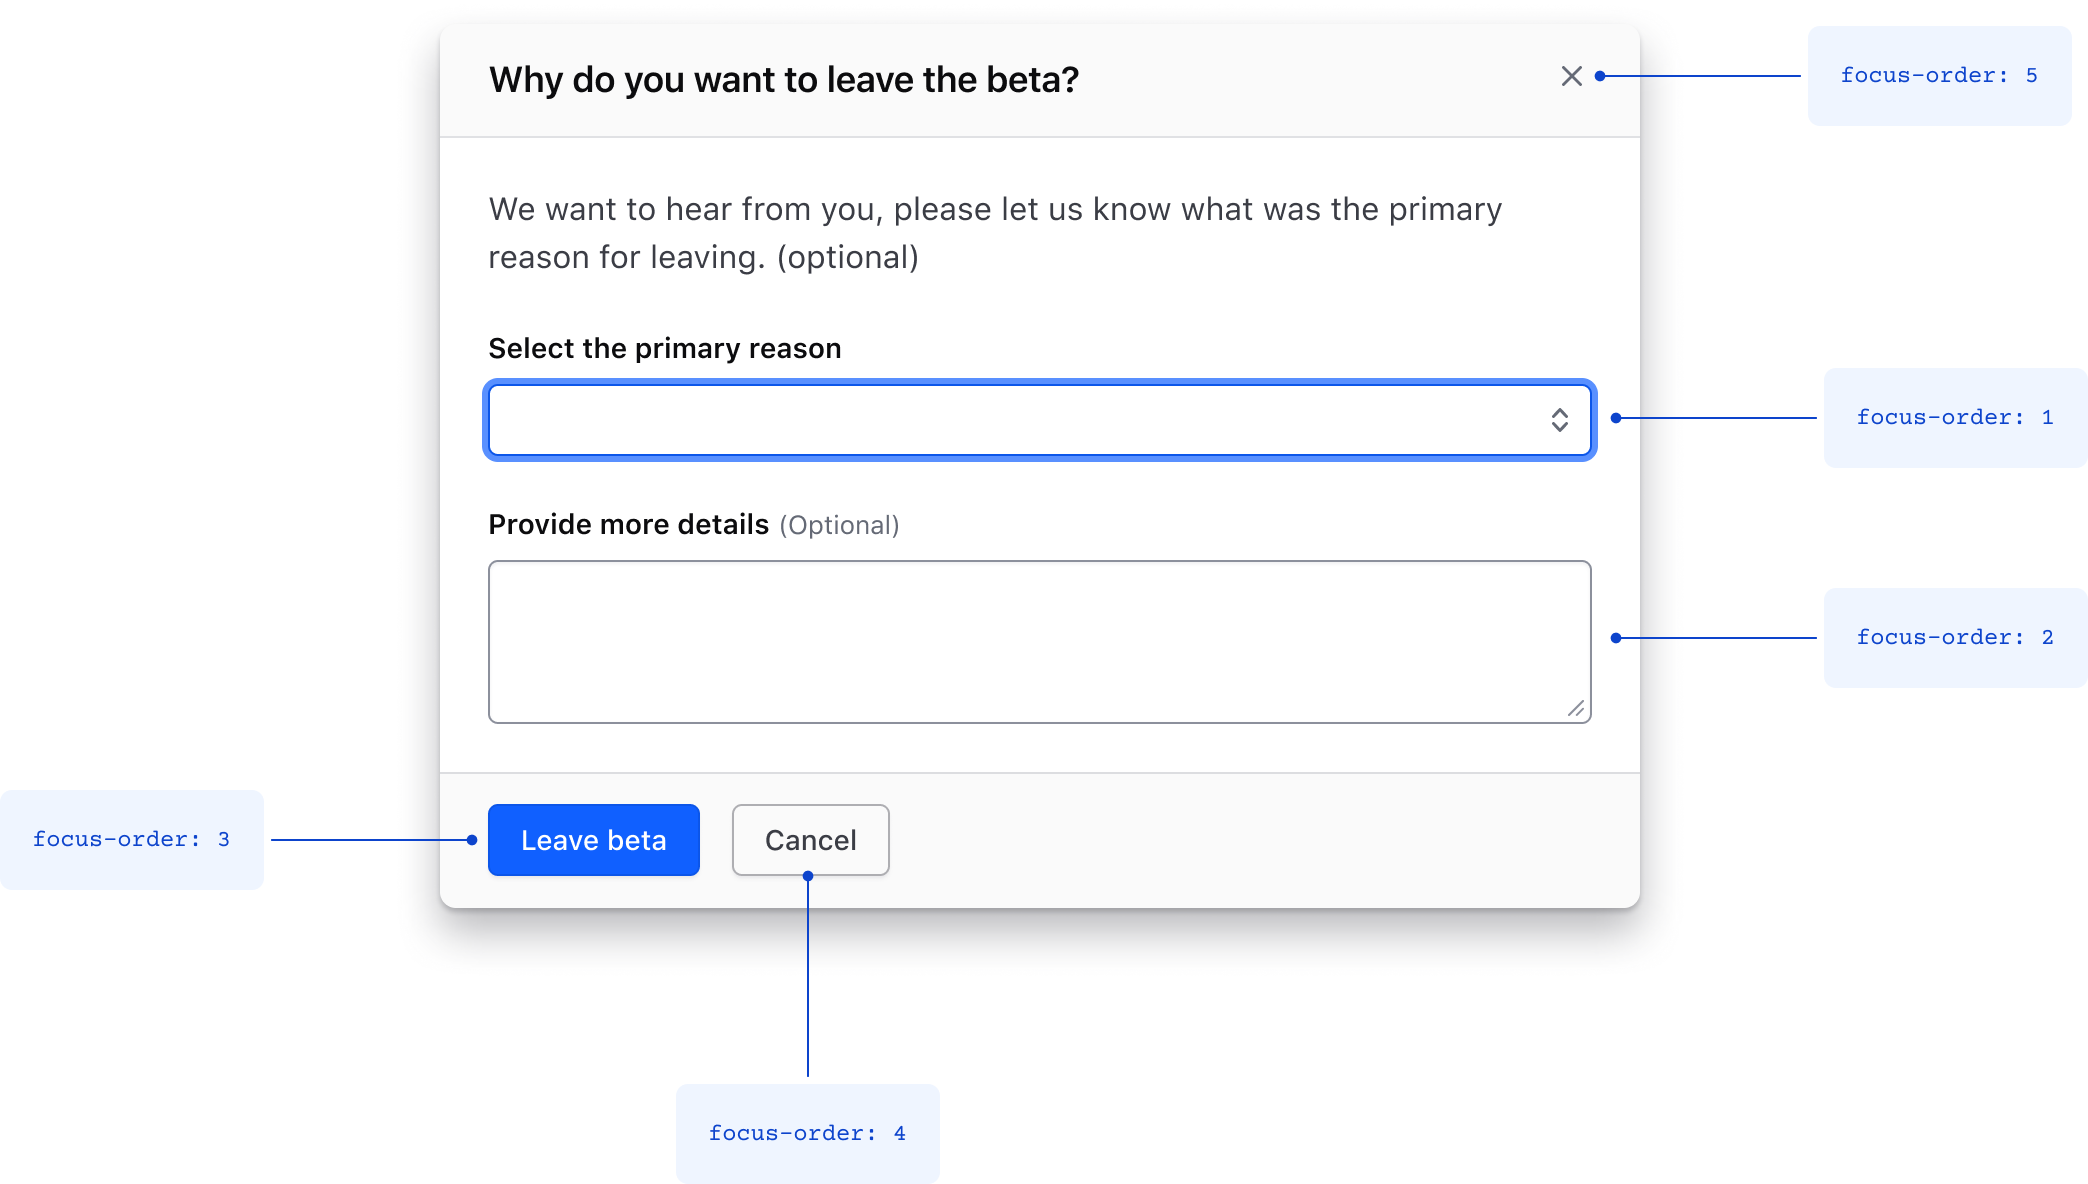 Why do you want to leave the beta?
focus-order: 5
We want to hear from you, please let us know what was the primary
reason for leaving. (optional)
Select the primary reason
focus-order: 1
Provide more details (Optional)
focus-order: 2
focus-order: 3
Leave beta
Cancel
focus-order: 4